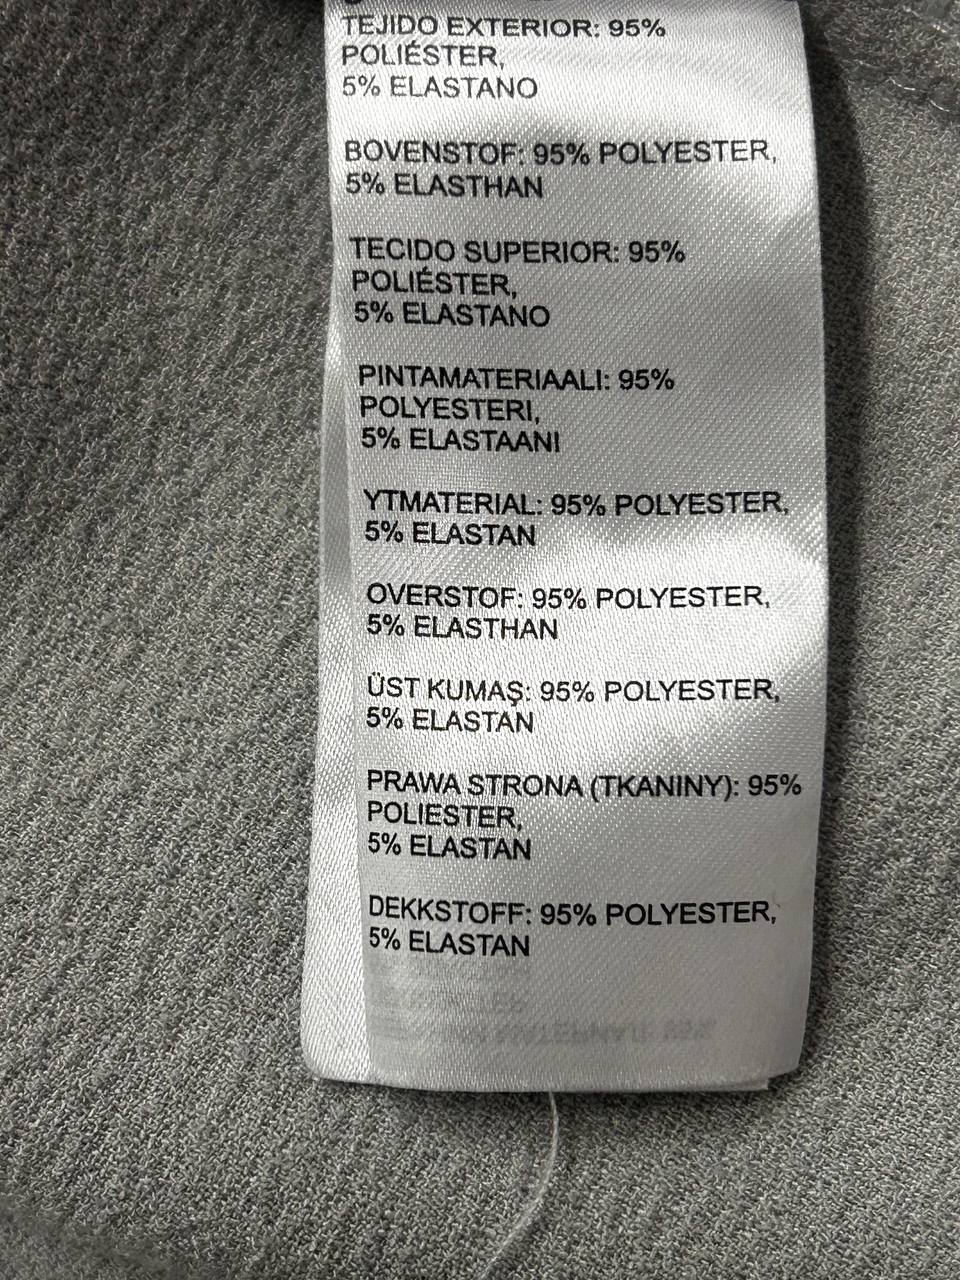 TEJIDO EXTERIOR: 95%
POLIÉSTER,
5% ELASTANO
BOVENSTOF: 95% POLYESTER,
5% ELASTHAN
TECIDO SUPERIOR: 95%
POLIÉSTER,
5% ELASTANO
PINTAMATERIAALI: 95%
POLYESTERI,
5% ELASTAANI
YTMATERIAL: 95% POLYESTER,
5% ELASTAN
OVERSTOF: 95% POLYESTER,
5% ELASTHAN
ÜST KUMAŞ: 95% POLYESTER,
5% ELASTAN
PRAWA STRONA (TKANINY): 95%
POLIESTER,
5% ELASTAN
DEKKSTOFF: 95% POLYESTER,
5% ELASTAN